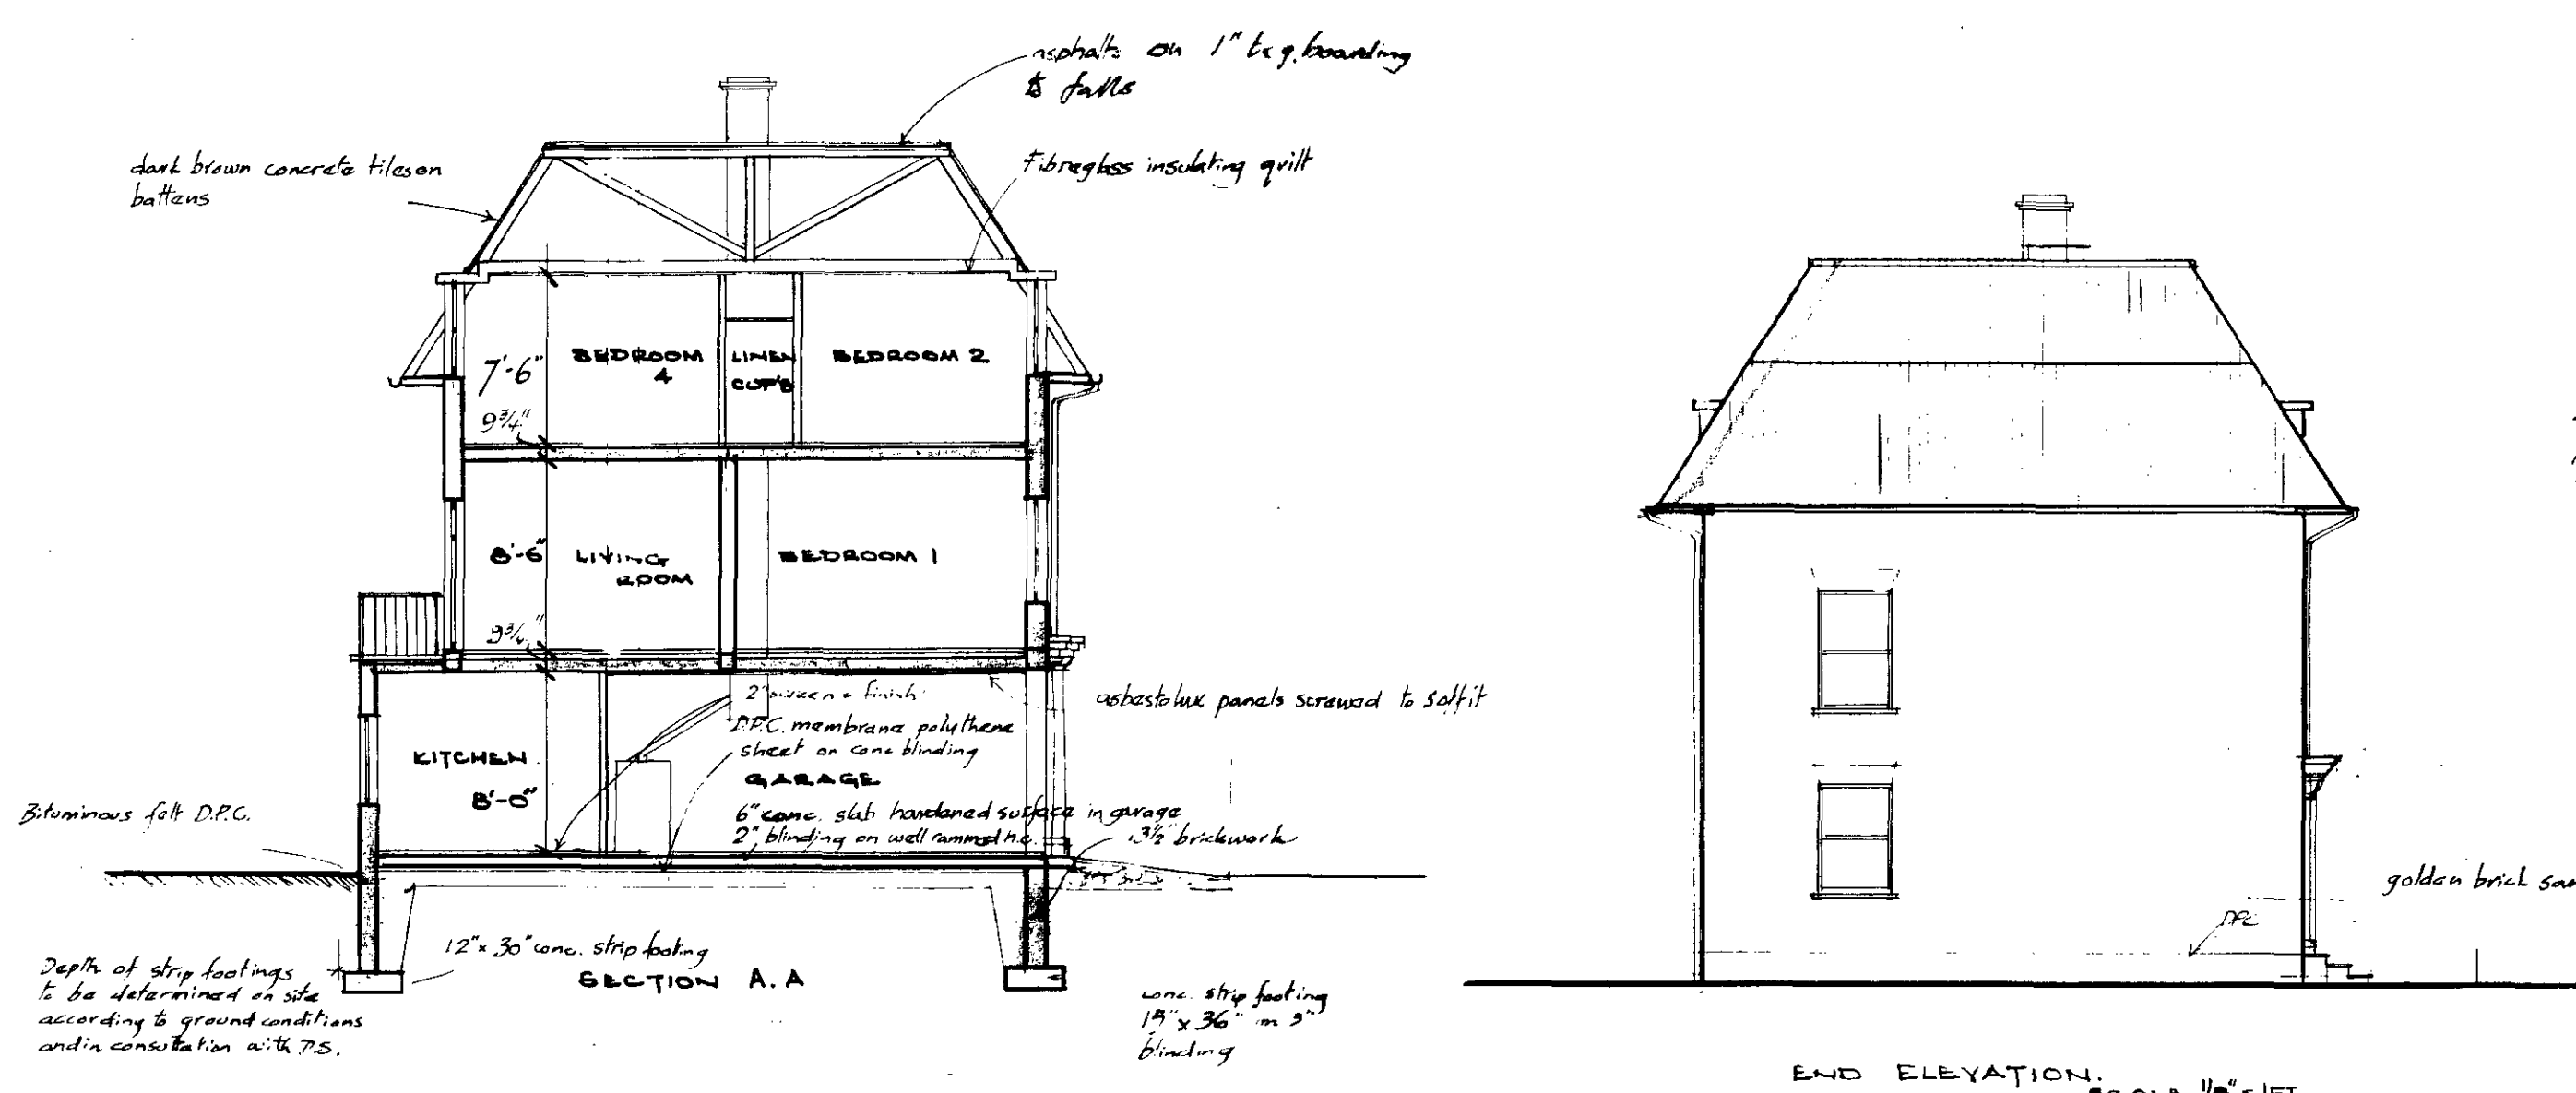 asphalte on 1" t&g. boarding
to falls
dark brown concrete tiles on
battens
Fibreglass insulating quilt
7'-6"
BEDROOM
4
LINEN
CUP'B
BEDROOM 2
9¾"
8'-6"
LIVING
ROOM
BEDROOM 1
9¾"
2" screed finish
D.P.C. membrane polythene
sheet on conc blinding
asbestolux panels screwed to soffit
KITCHEN
8'-0"
GARAGE
6" conc. slab hardened surface in garage
2" blinding on well rammed h.c.
13½" brickwork
Bituminous felt D.P.C.
12" x 30" conc. strip footing
SECTION A.A
Depth of strip footings
to be determined on site
according to ground conditions
and in consultation with D.S.
conc. strip footing
15" x 36" on 3"
blinding
golden brick
DPC
END ELEVATION.